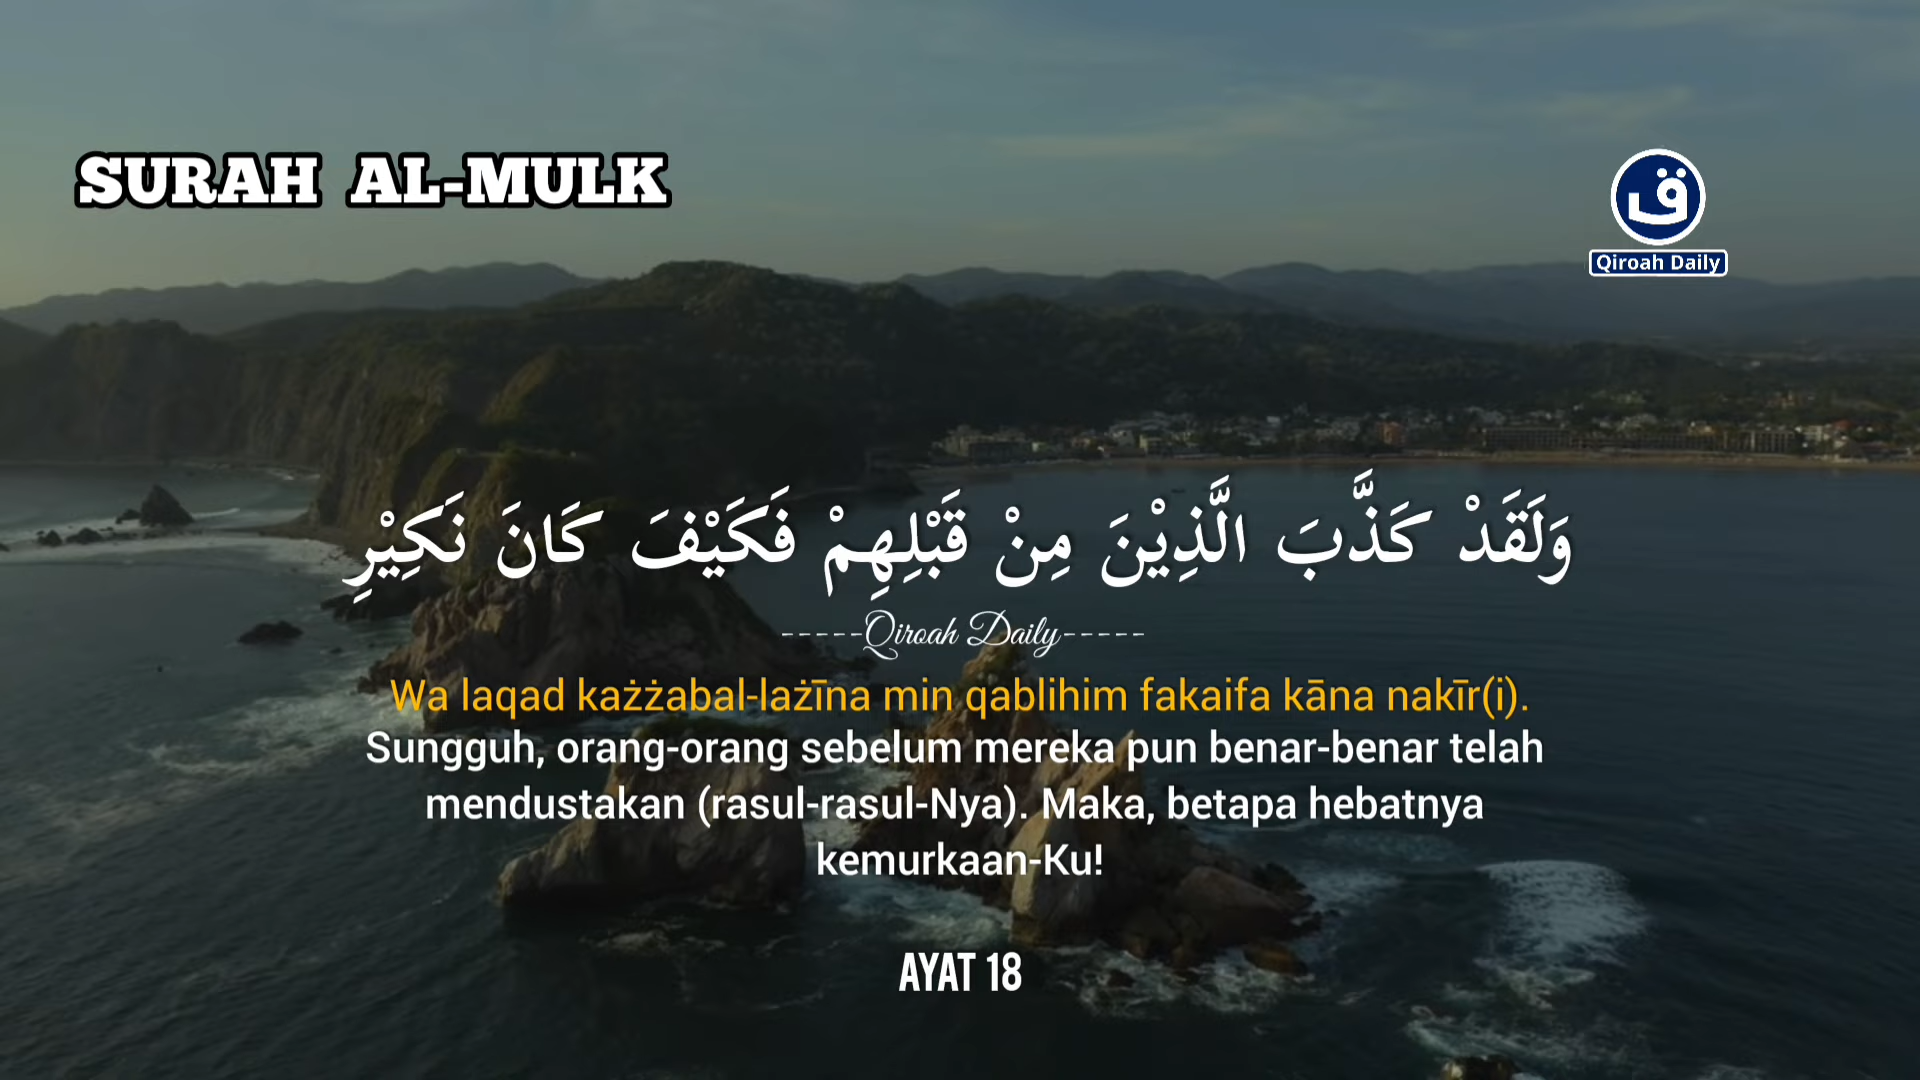 SURAH AL-MULK
ق
Qiroah Daily
وَلَقَدْ كَذَّبَ الَّذِيْنَ مِنْ قَبْلِهِمْ فَكَيْفَ كَانَ نَكِيْرِ
-----Qiroah Daily-----
Wa laqad każżabal-lażīna min qablihim fakaifa kāna nakīr(i).
Sungguh, orang-orang sebelum mereka pun benar-benar telah
mendustakan (rasul-rasul-Nya). Maka, betapa hebatnya
kemurkaan-Ku!
AYAT 18